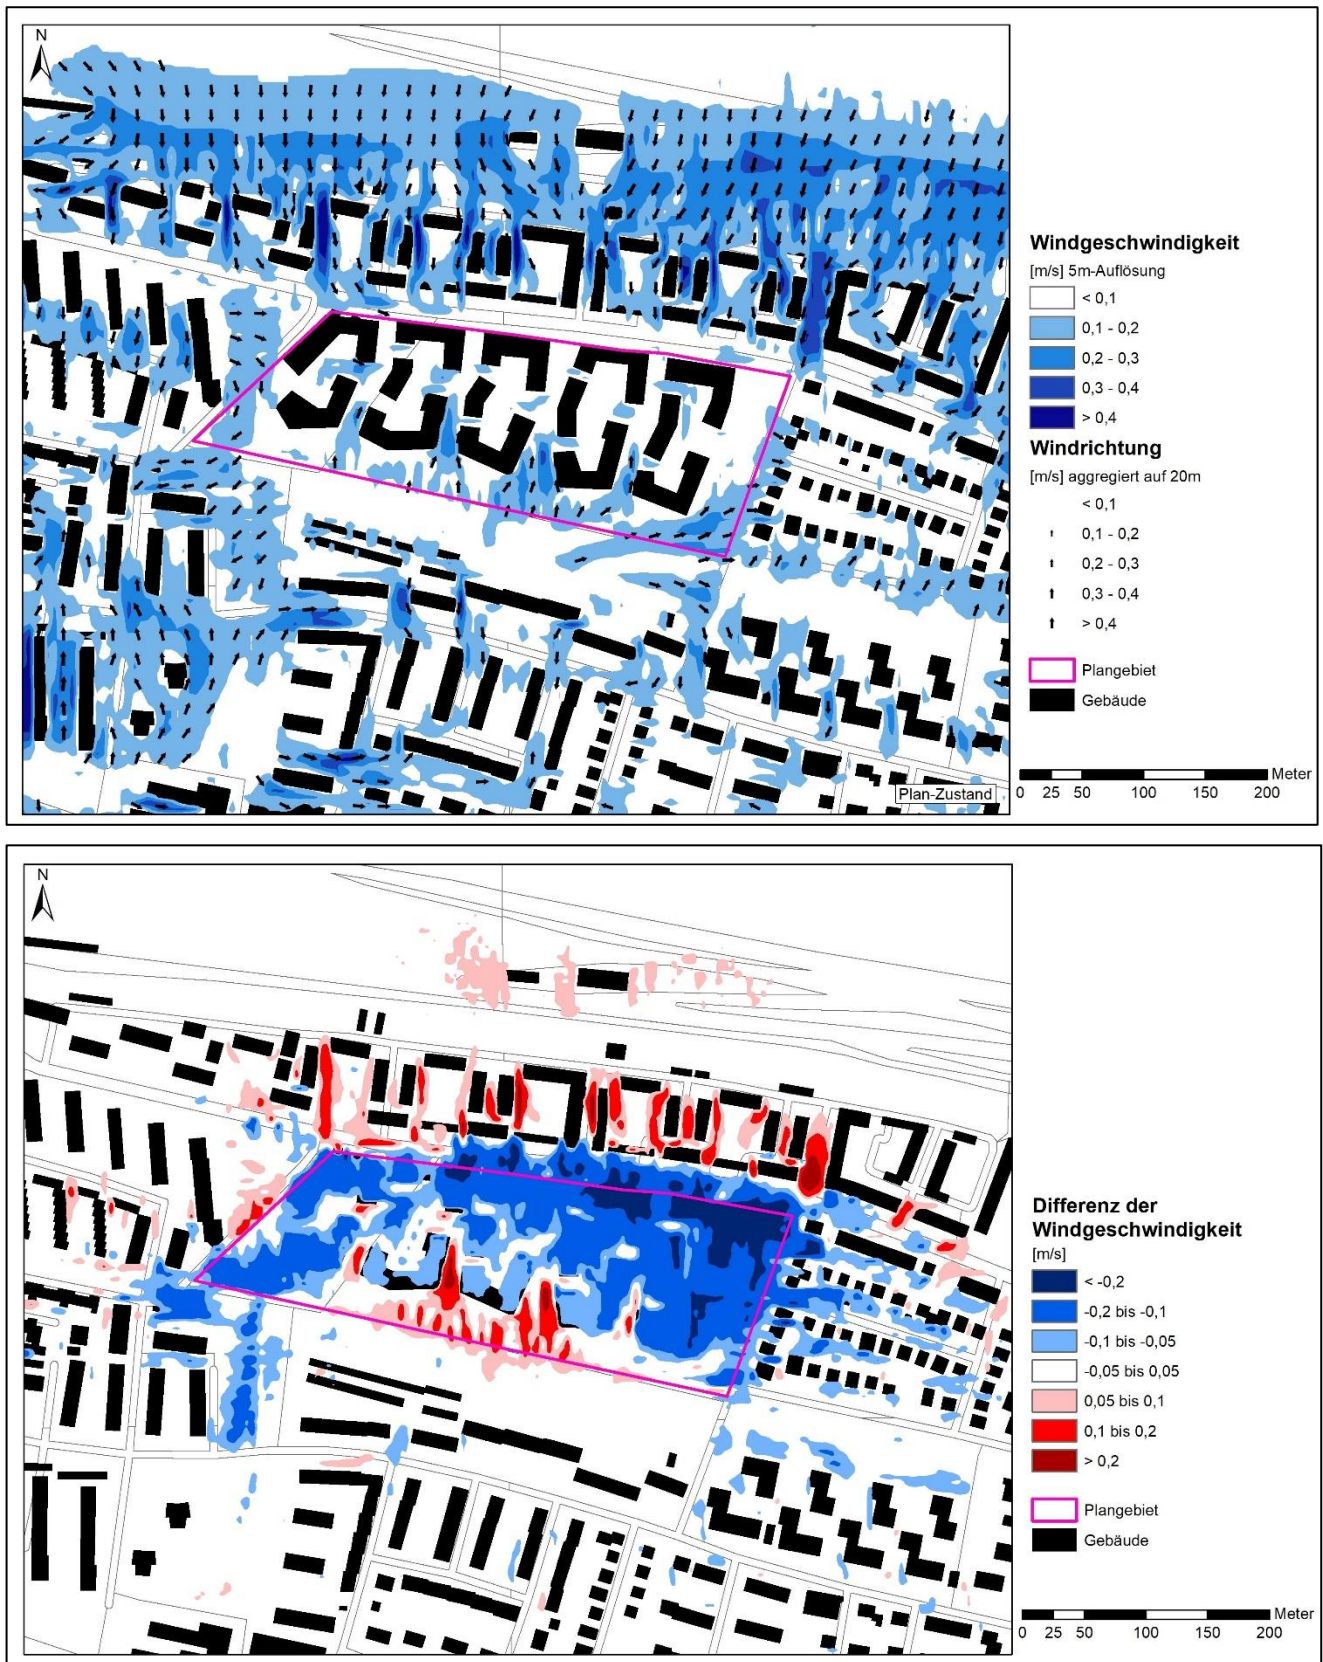 N
Windgeschwindigkeit
[m/s] 5m-Auflösung
< 0,1
0,1 - 0,2
0,2 - 0,3
0,3 - 0,4
> 0,4
Windrichtung
[m/s] aggregiert auf 20m
< 0,1
0,1 - 0,2
0,2 - 0,3
0,3 - 0,4
> 0,4
Plangebiet
Gebäude
Meter
0 25 50 100 150 200
Plan-Zustand
N
Differenz der
Windgeschwindigkeit
[m/s]
< -0,2
-0,2 bis -0,1
-0,1 bis -0,05
-0,05 bis 0,05
0,05 bis 0,1
0,1 bis 0,2
> 0,2
Plangebiet
Gebäude
Meter
0 25 50 100 150 200